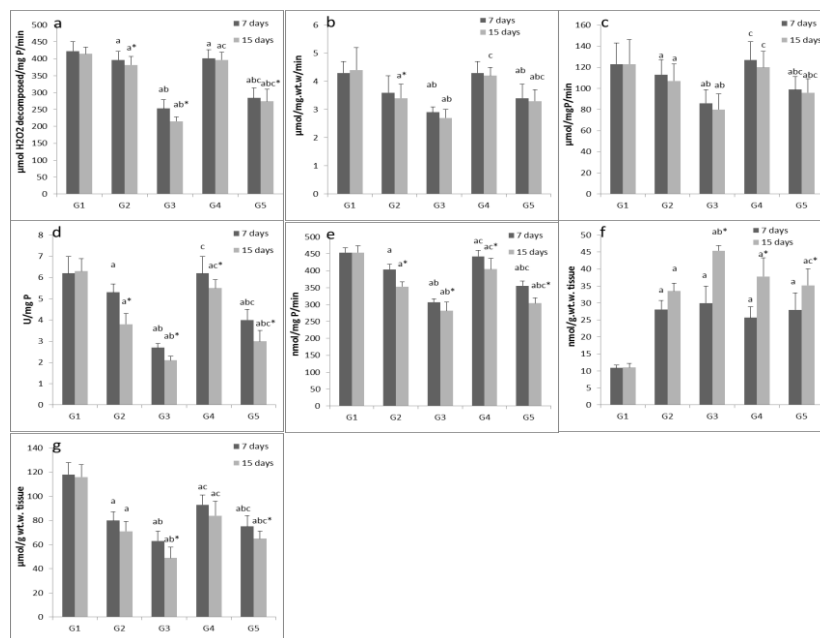 a
7 days
15 days
µmol H2O2 decomposed/mg P/min
500
450
400
350
300
250
200
150
100
50
0
a
a*
ab
ab*
a
ac
abc
abc*
G1 G2 G3 G4 G5
b
7 days
15 days
µmol/mg.wt.w/min
6
5
4
3
2
1
0
a*
ab
ab
c
ab
abc
G1 G2 G3 G4 G5
c
7 days
15 days
µmol/mgP/min
160
140
120
100
80
60
40
20
0
a a
ab ab
c
c
abc abc
G1 G2 G3 G4 G5
d
7 days
15 days
U/mg P
8
7
6
5
4
3
2
1
0
a
a*
ab
ab*
c
ac*
abc
abc*
G1 G2 G3 G4 G5
e
7 days
15 days
nmol/mg P/min
500
450
400
350
300
250
200
150
100
50
0
a
a*
ab
ab*
ac
ac*
abc
abc*
G1 G2 G3 G4 G5
f
7 days
15 days
nmol/g.wt.w. tissue
50
45
40
35
30
25
20
15
10
5
0
a
a
a
ab*
a
a*
a
ac*
G1 G2 G3 G4 G5
g
7 days
15 days
µmol/g wt.w. tissue
140
120
100
80
60
40
20
0
a
a
ab
ab*
ac
ac
abc
abc*
G1 G2 G3 G4 G5